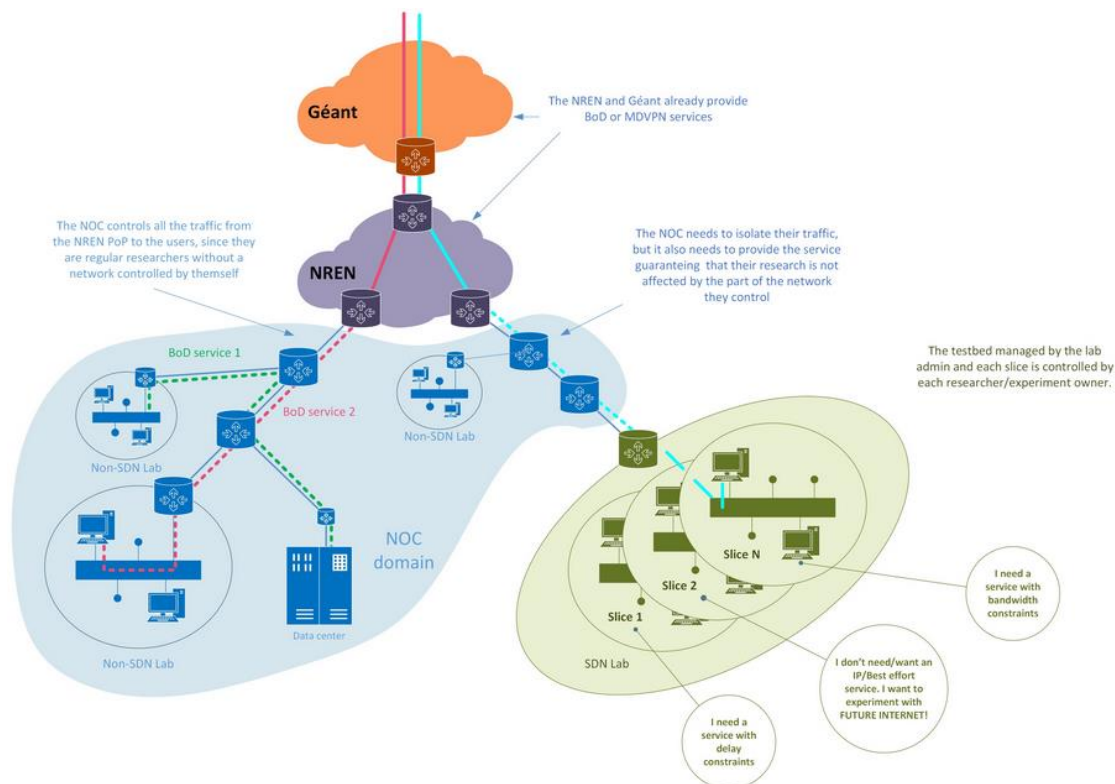 Géant
The NREN and Géant already provide
BoD or MDVPN services
The NOC controls all the traffic from
the NREN PoP to the users, since they
are regular researchers without a
network controlled by themself
NREN
The NOC needs to isolate their traffic,
but it also needs to provide the service
guaranteing that their research is not
affected by the part of the network
they control
BoD service 1
BoD service 2
Non-SDN Lab
Non-SDN Lab
The testbed managed by the lab
admin and each slice is controlled by
each researcher/experiment owner.
NOC
domain
Data center
Non-SDN Lab
Slice N
Slice 2
Slice 1
SDN Lab
I need a
service with
bandwidth
constraints
I don't need/want an
IP/Best effort
service. I want to
experiment with
FUTURE INTERNET!
I need a
service with
delay
constraints